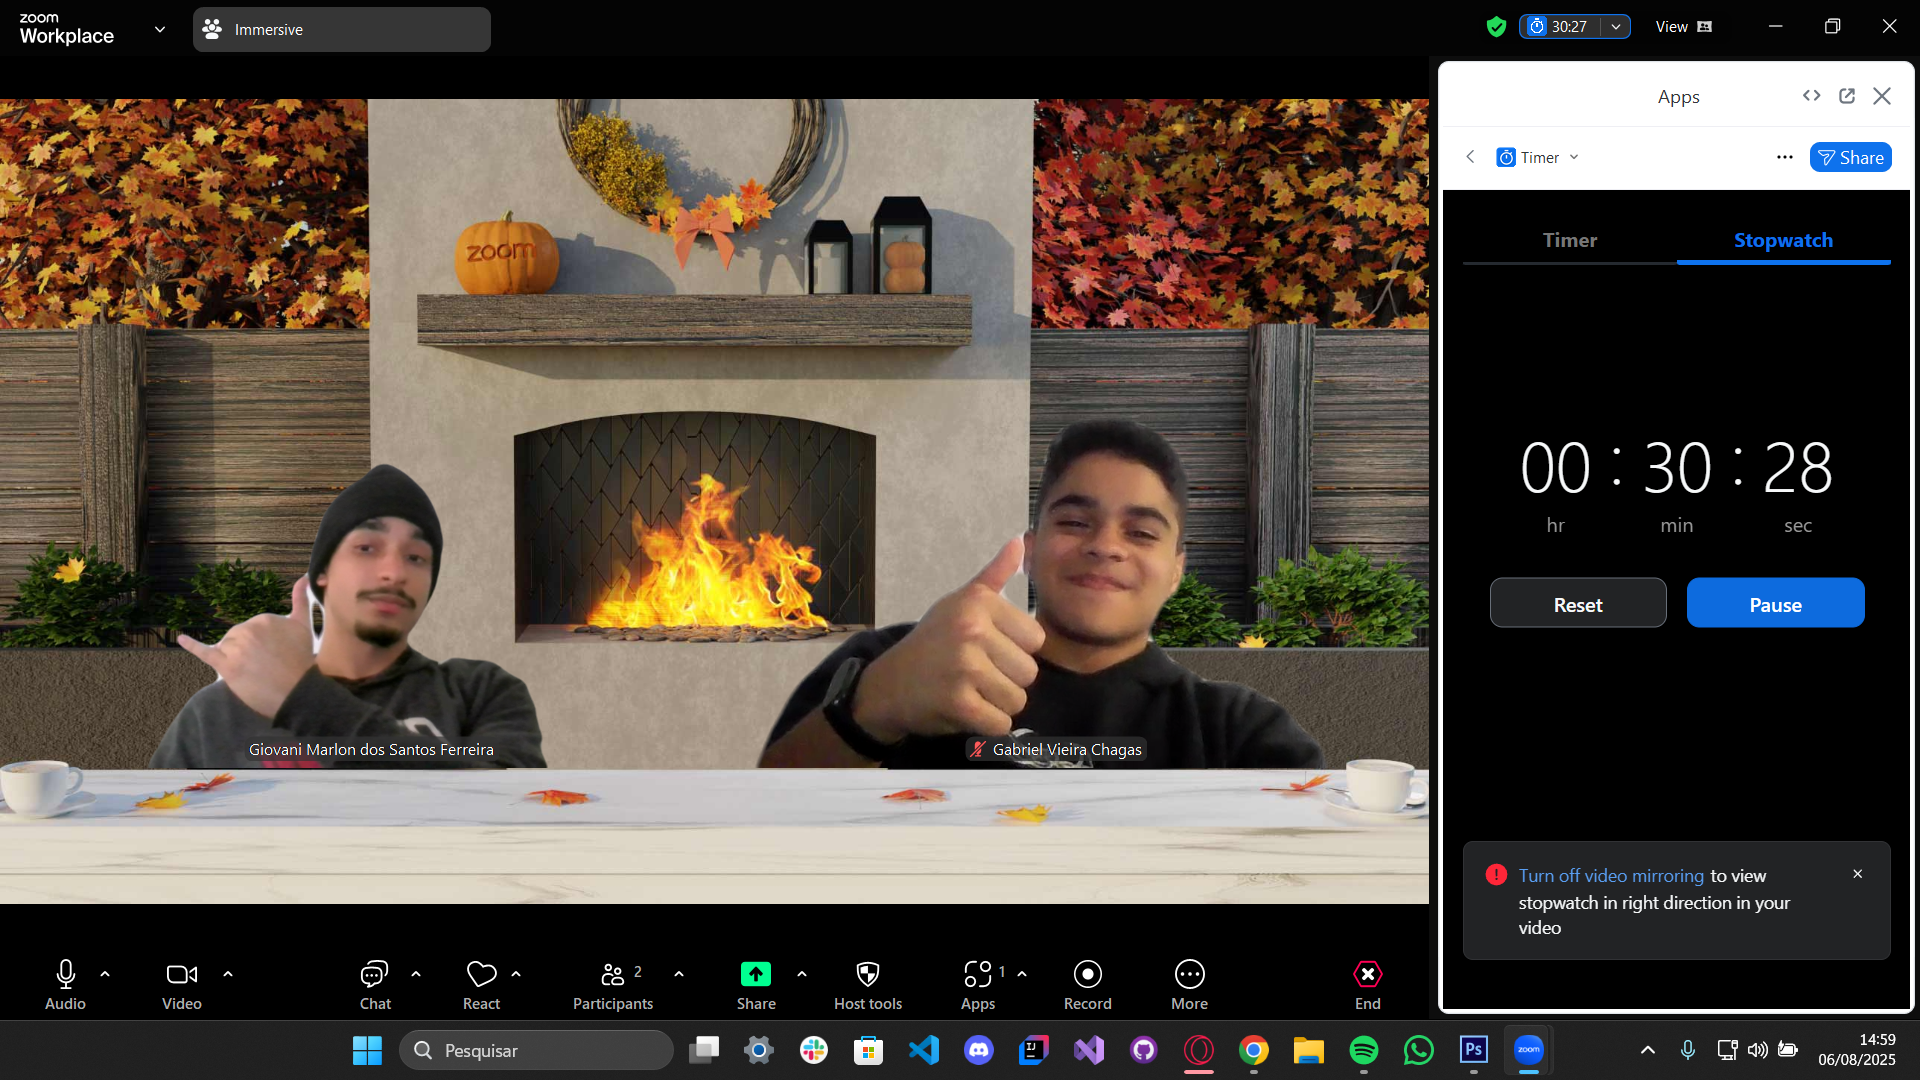 zoom
Workplace
Immersive
30:27
View
Apps
Timer
Share
Timer
Stopwatch
zoom
00 : 30 : 28
hr
min
sec
Reset
Pause
Giovani Marlon dos Santos Ferreira
Gabriel Vieira Chagas
Turn off video mirroring to view
stopwatch in right direction in your
video
Audio
Video
Chat
React
2
Participants
Share
Host tools
1
Apps
Record
More
End
Pesquisar
IJ
Ps
zoom
14:59
06/08/2025